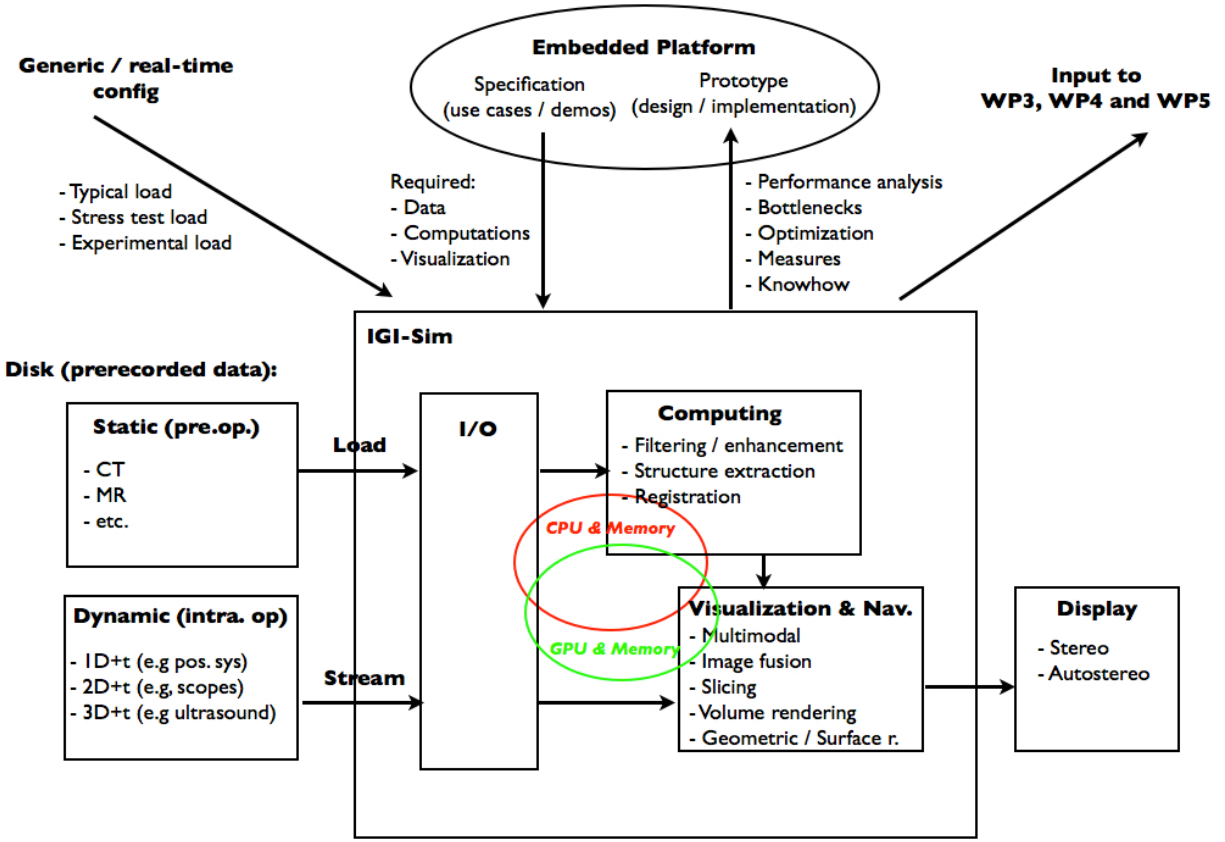 Generic / real-time
config
- Typical load
- Stress test load
- Experimental load
Embedded Platform
Specification
(use cases / demos)
Prototype
(design / implementation)
Input to
WP3, WP4 and WP5
Required:
- Data
- Computations
- Visualization
- Performance analysis
- Bottlenecks
- Optimization
- Measures
- Knowhow
IGI-Sim
Disk (prerecorded data):
Static (pre.op.)
- CT
- MR
- etc.
Load
Dynamic (intra. op)
- 1D+t (e.g pos. sys)
- 2D+t (e.g, scopes)
- 3D+t (e.g ultrasound)
Stream
I/O
Computing
- Filtering / enhancement
- Structure extraction
- Registration
CPU & Memory
GPU & Memory
Visualization & Nav.
- Multimodal
- Image fusion
- Slicing
- Volume rendering
- Geometric / Surface r.
Display
- Stereo
- Autostereo